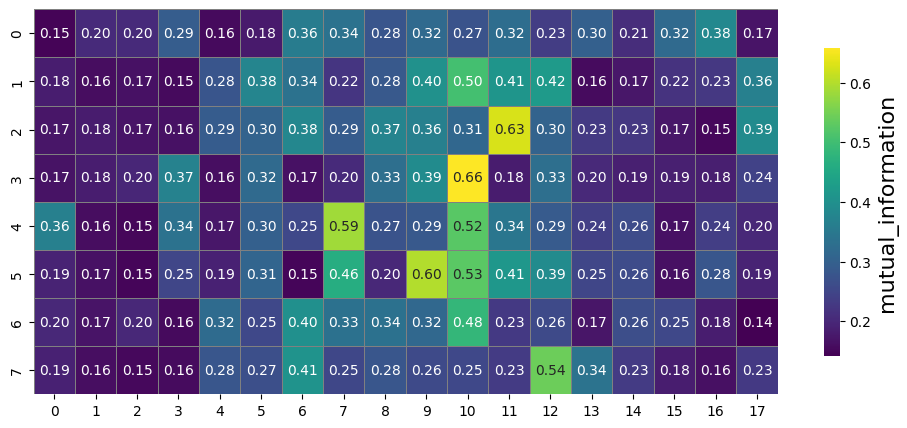 0 0.15 0.20 0.20 0.29 0.16 0.18 0.36 0.34 0.28 0.32 0.27 0.32 0.23 0.30 0.21 0.32 0.38 0.17
1 0.18 0.16 0.17 0.15 0.28 0.38 0.34 0.22 0.28 0.40 0.50 0.41 0.42 0.16 0.17 0.22 0.23 0.36
2 0.17 0.18 0.17 0.16 0.29 0.30 0.38 0.29 0.37 0.36 0.31 0.63 0.30 0.23 0.23 0.17 0.15 0.39
3 0.17 0.18 0.20 0.37 0.16 0.32 0.17 0.20 0.33 0.39 0.66 0.18 0.33 0.20 0.19 0.19 0.18 0.24
4 0.36 0.16 0.15 0.34 0.17 0.30 0.25 0.59 0.27 0.29 0.52 0.34 0.29 0.24 0.26 0.17 0.24 0.20
5 0.19 0.17 0.15 0.25 0.19 0.31 0.15 0.46 0.20 0.60 0.53 0.41 0.39 0.25 0.26 0.16 0.28 0.19
6 0.20 0.17 0.20 0.16 0.32 0.25 0.40 0.33 0.34 0.32 0.48 0.23 0.26 0.17 0.26 0.25 0.18 0.14
7 0.19 0.16 0.15 0.16 0.28 0.27 0.41 0.25 0.28 0.26 0.25 0.23 0.54 0.34 0.23 0.18 0.16 0.23
0 1 2 3 4 5 6 7 8 9 10 11 12 13 14 15 16 17
0.6
0.5
0.4
0.3
0.2
mutual_information